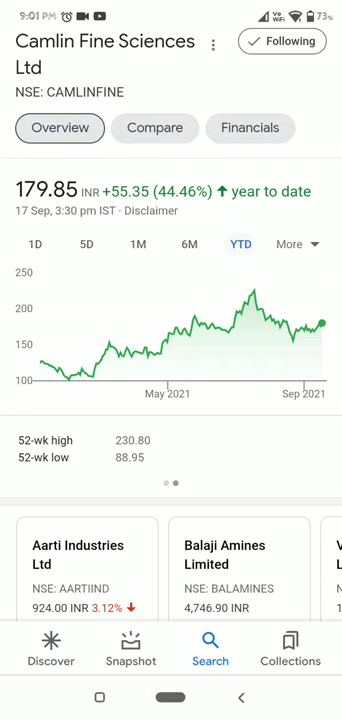 9:01 PM Vo WiFi 73%
Camlin Fine Sciences Ltd
Following
NSE: CAMLINFINE
Overview Compare Financials
179.85 INR +55.35 (44.46%) year to date
17 Sep, 3:30 pm IST · Disclaimer
1D 5D 1M 6M YTD More
250
200
150
100
May 2021 Sep 2021
52-wk high 230.80
52-wk low 88.95
Aarti Industries Ltd
NSE: AARTIIND
924.00 INR 3.12%
Balaji Amines Limited
NSE: BALAMINES
4,746.90 INR
Discover Snapshot Search Collections